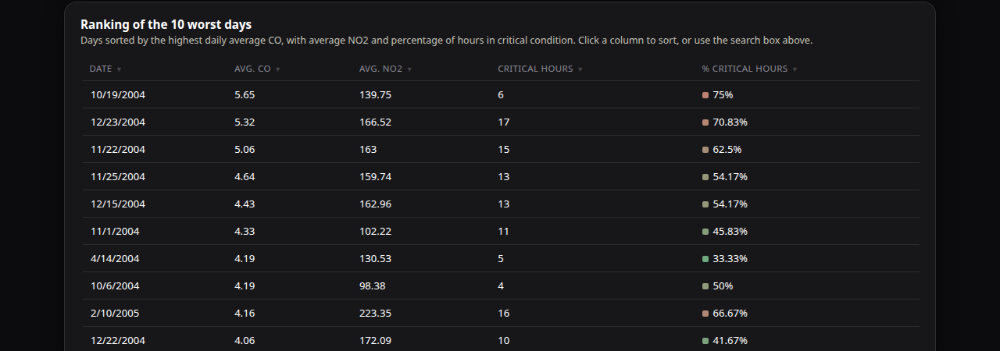 Ranking of the 10 worst days
Days sorted by the highest daily average CO, with average NO2 and percentage of hours in critical condition. Click a column to sort, or use the search box above.
DATE ▼ AVG. CO ▼ AVG. NO2 ▼ CRITICAL HOURS ▼ % CRITICAL HOURS ▼
10/19/2004 5.65 139.75 6 75%
12/23/2004 5.32 166.52 17 70.83%
11/22/2004 5.06 163 15 62.5%
11/25/2004 4.64 159.74 13 54.17%
12/15/2004 4.43 162.96 13 54.17%
11/1/2004 4.33 102.22 11 45.83%
4/14/2004 4.19 130.53 5 33.33%
10/6/2004 4.19 98.38 4 50%
2/10/2005 4.16 223.35 16 66.67%
12/22/2004 4.06 172.09 10 41.67%